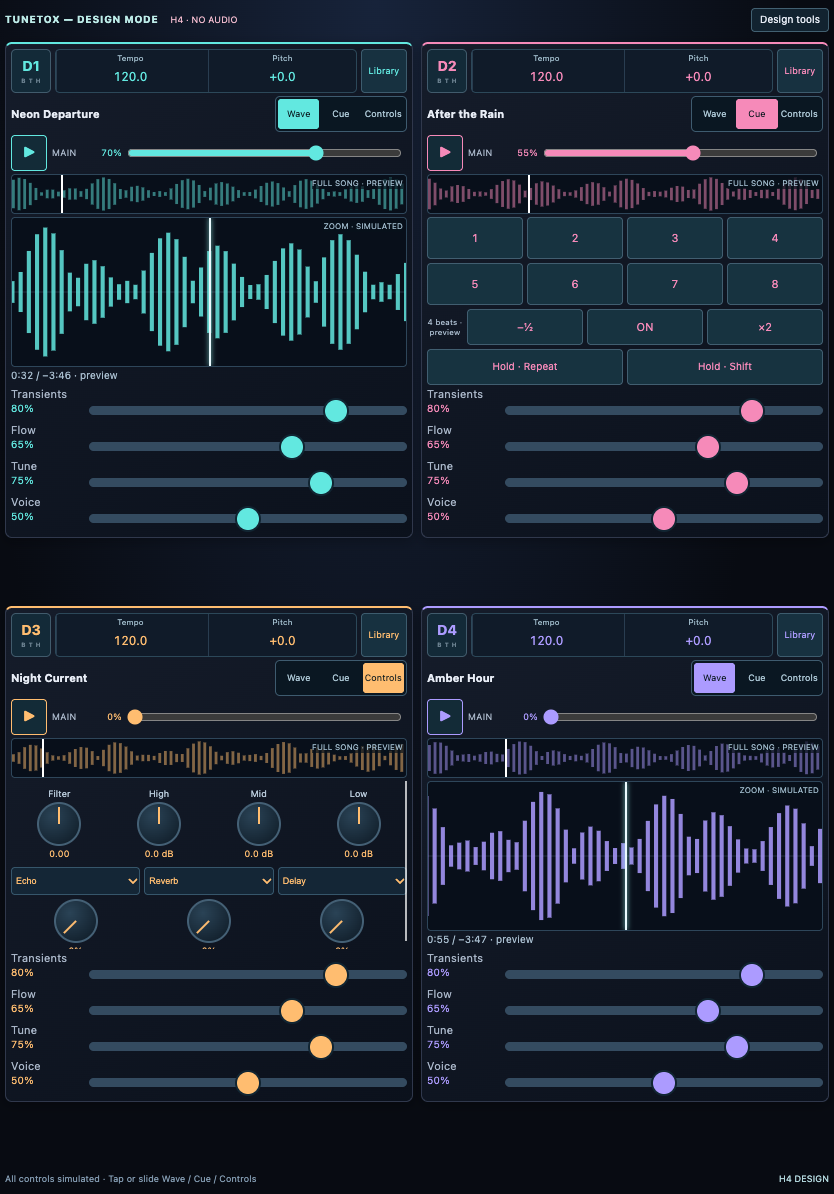 TUNETOX — DESIGN MODE H4 · NO AUDIO Design tools
D1 BTH Tempo 120.0 Pitch +0.0 Library
Neon Departure Wave Cue Controls
MAIN 70%
FULL SONG · PREVIEW
ZOOM · SIMULATED
0:32 / −3:46 · preview
Transients
80%
Flow
65%
Tune
75%
Voice
50%
D2 BTH Tempo 120.0 Pitch +0.0 Library
After the Rain Wave Cue Controls
MAIN 55%
FULL SONG · PREVIEW
1 2 3 4
5 6 7 8
4 beats · preview −½ ON ×2
Hold · Repeat Hold · Shift
Transients
80%
Flow
65%
Tune
75%
Voice
50%
D3 BTH Tempo 120.0 Pitch +0.0 Library
Night Current Wave Cue Controls
MAIN 0%
FULL SONG · PREVIEW
Filter High Mid Low
0.00 0.0 dB 0.0 dB 0.0 dB
Echo Reverb Delay
Transients
80%
Flow
65%
Tune
75%
Voice
50%
D4 BTH Tempo 120.0 Pitch +0.0 Library
Amber Hour Wave Cue Controls
MAIN 0%
FULL SONG · PREVIEW
ZOOM · SIMULATED
0:55 / −3:47 · preview
Transients
80%
Flow
65%
Tune
75%
Voice
50%
All controls simulated · Tap or slide Wave / Cue / Controls H4 DESIGN